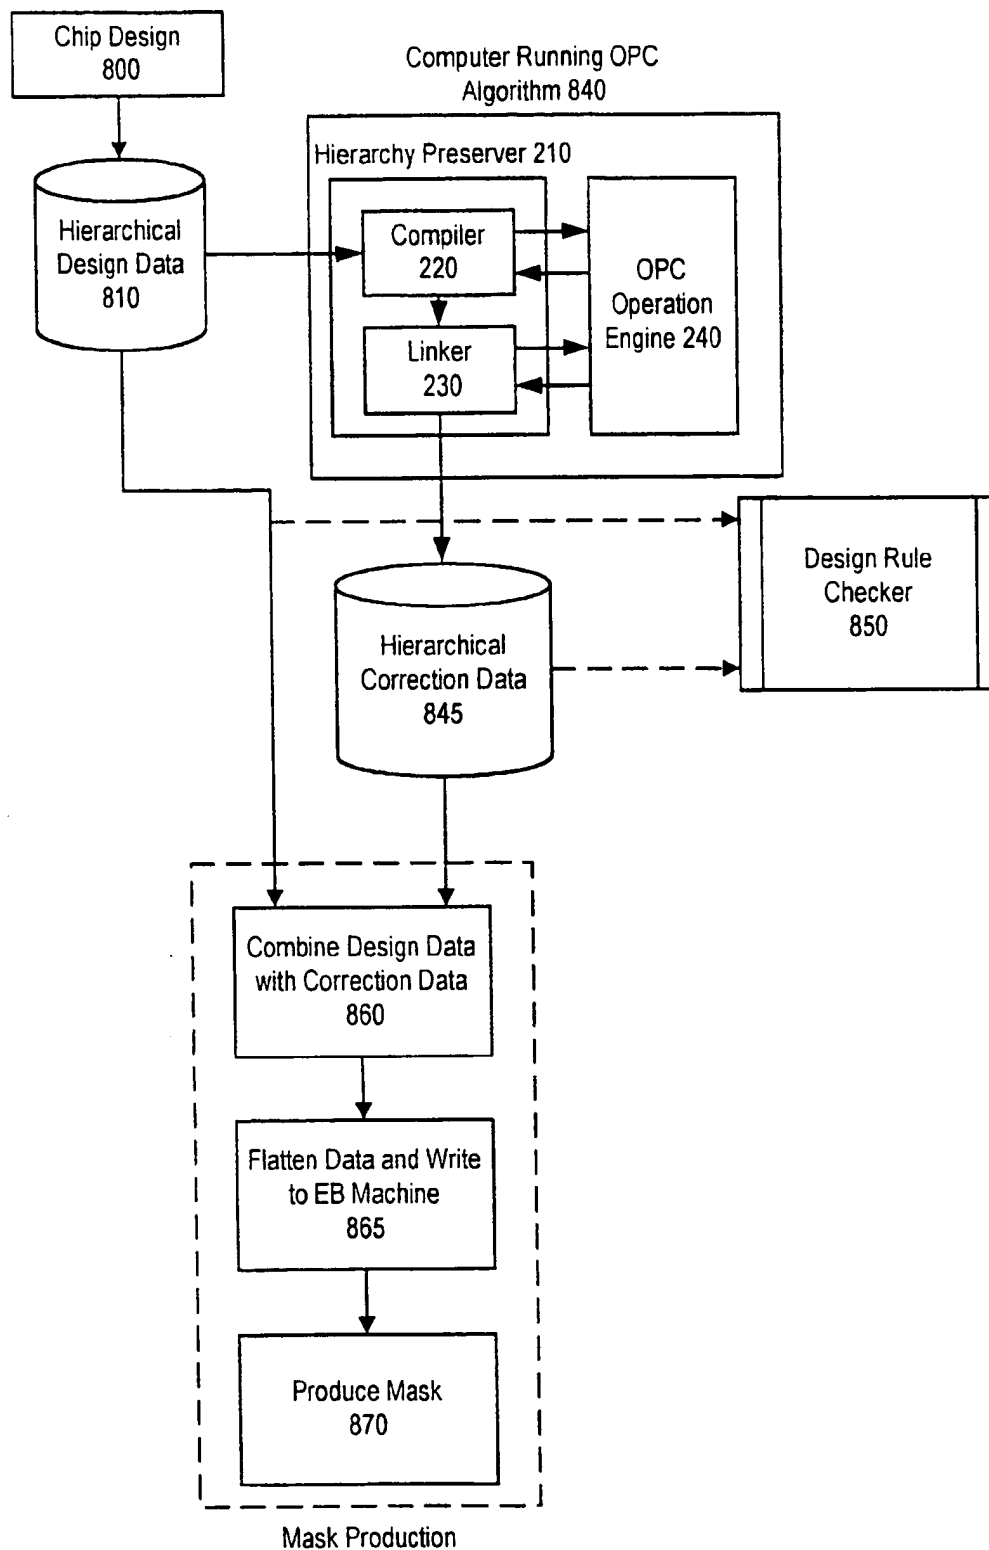 Chip Design
800
Computer Running OPC
Algorithm 840
Hierarchy Preserver 210
Hierarchical
Design Data
810
Compiler
220
OPC
Operation
Engine 240
Linker
230
Design Rule
Checker
850
Hierarchical
Correction Data
845
Combine Design Data
with Correction Data
860
Flatten Data and Write
to EB Machine
865
Produce Mask
870
Mask Production